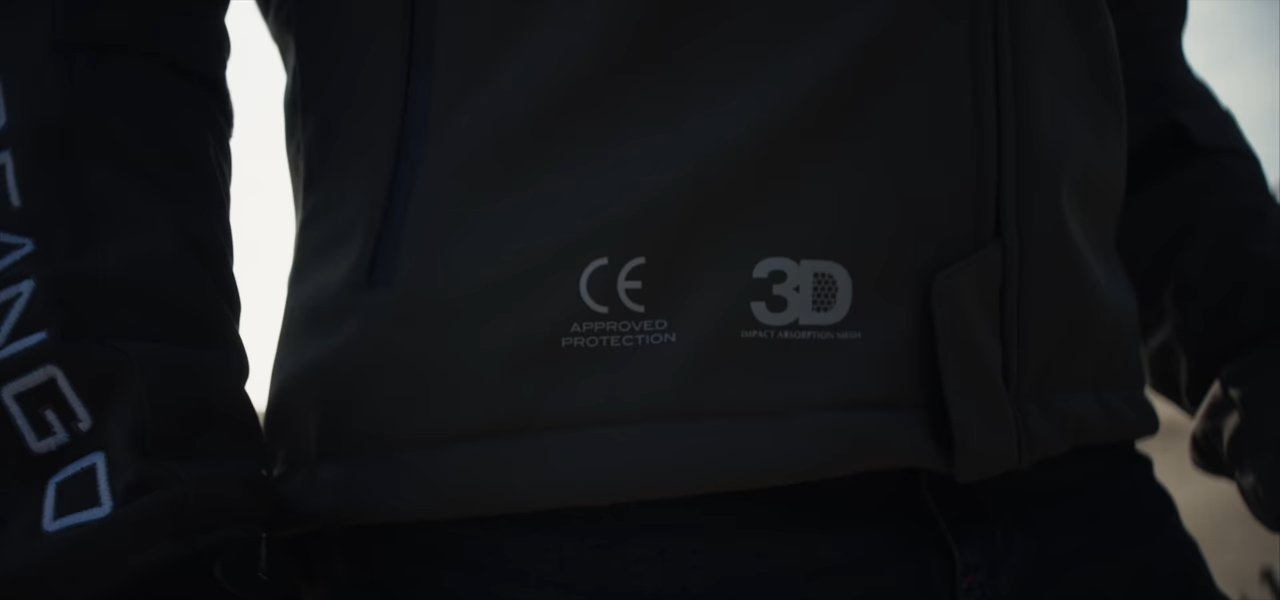 CE
APPROVED
PROTECTION
3D
IMPACT ABSORPTION MESH